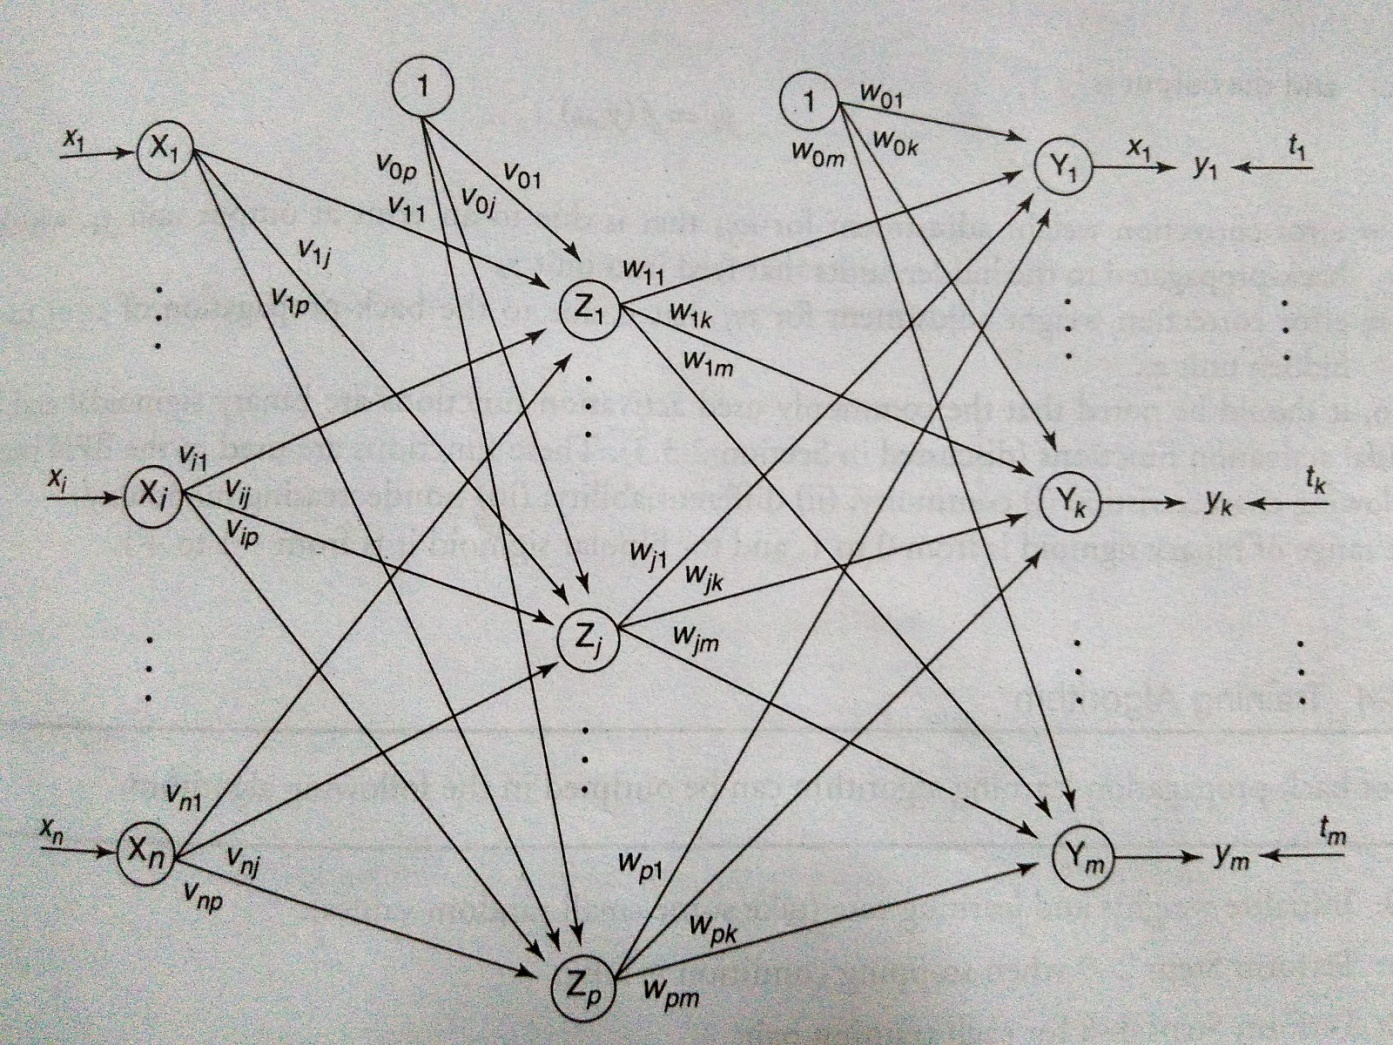 1
1
w01
x1
X1
w0k
w0m
Y1
x1
y1
t1
v0p
v01
v0j
v11
v1j
w11
Z1
v1p
w1k
w1m
vi1
xi
Xi
vij
vip
Yk
yk
tk
wj1
wjk
Zj
wjm
vn1
xn
Xn
vnj
vnp
wp1
Ym
ym
tm
wpk
Zp
wpm